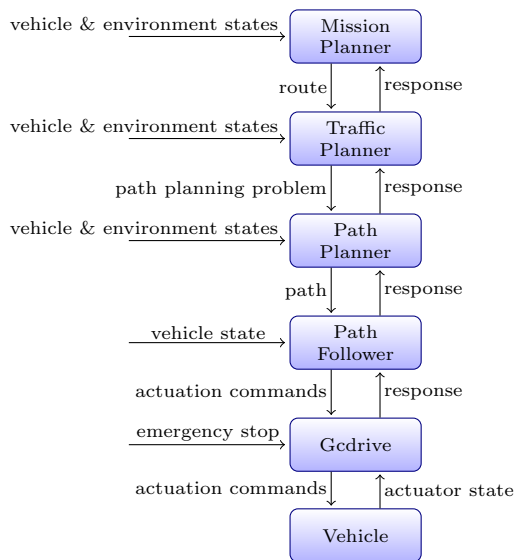 vehicle & environment states
Mission
Planner
route
response
vehicle & environment states
Traffic
Planner
path planning problem
response
vehicle & environment states
Path
Planner
path
response
vehicle state
Path
Follower
actuation commands
response
emergency stop
Gcdrive
actuation commands
actuator state
Vehicle